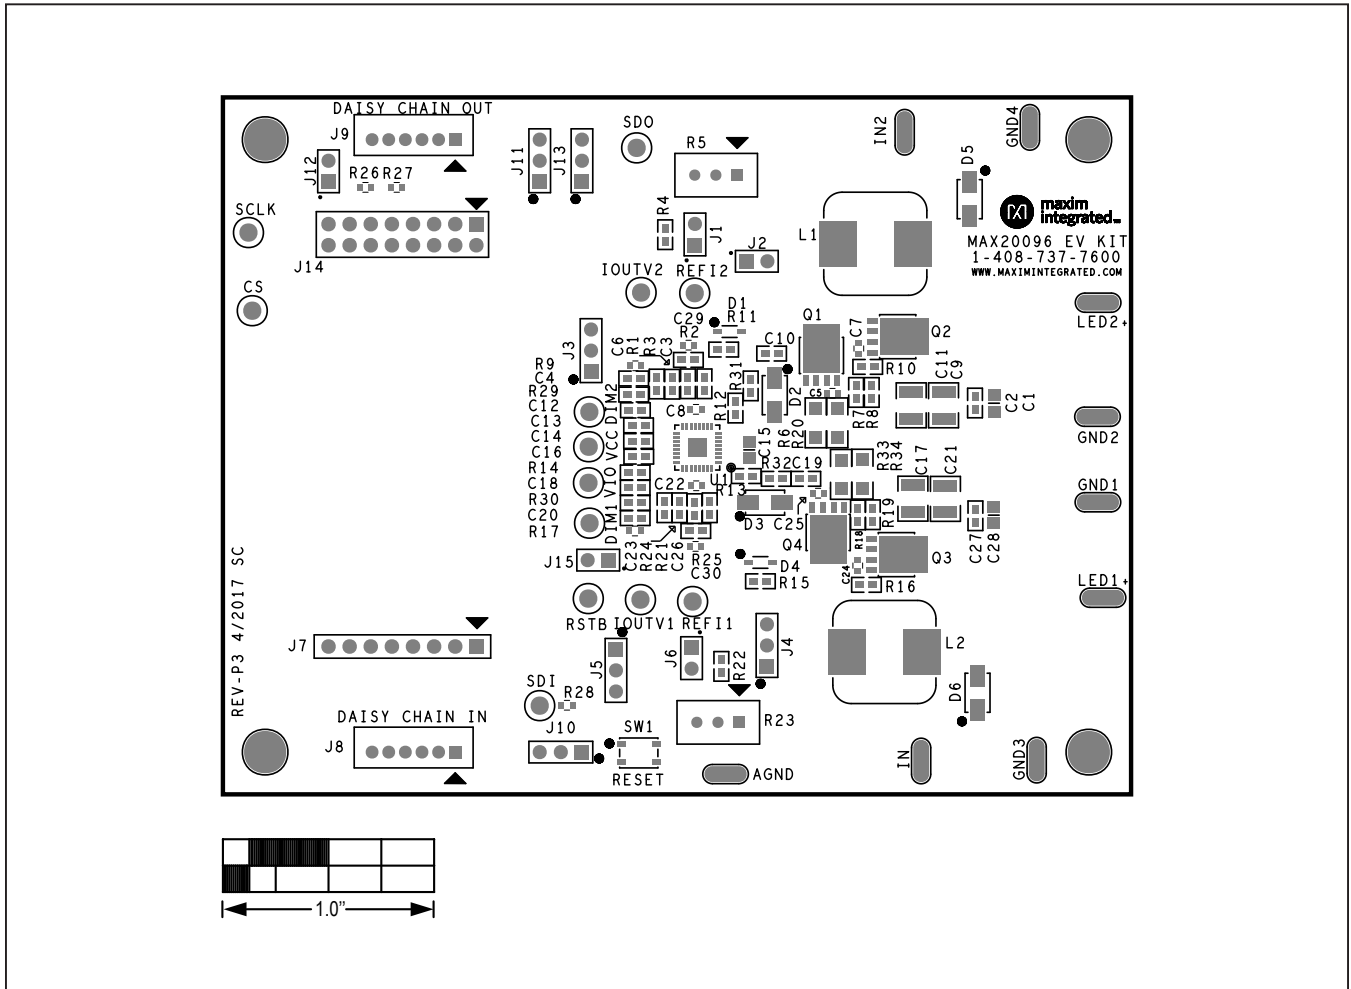 DAISY CHAIN OUT
J9
J12
R26
R27
SCLK
J14
CS
J11
J13
SDO
R5
R4
J1
J2
IOUTV2
REFI2
IN2
GND4
D5
L1
maxim
integrated™
MAX20096 EV KIT
1-408-737-7600
WWW.MAXIMINTEGRATED.COM
LED2+
D1
R11
C29
R2
Q1
C7
Q2
C10
R10
J3
C6
R1
R3
C3
R9
C4
R29
C12
C13
C14
C16
R14
C18
R30
C20
R17
DIM2
VCC
VIO
DIM1
C8
R12
R31
D2
C5
R6
R20
R7
R8
C11
C9
C2
C1
GND2
C15
U1
R13
R32
C19
R33
R34
C17
C21
GND1
C22
D3
C25
R19
R18
Q4
Q3
C27
C28
J15
C23
R24
R21
C26
R25
C30
D4
R15
C24
R16
LED1+
RSTB
IOUTV1
REFI1
REV-P3 4/2017 SC
J7
J5
J6
R22
J4
L2
D6
SDI
R28
DAISY CHAIN IN
J8
J10
SW1
RESET
R23
AGND
IN
GND3
1.0”